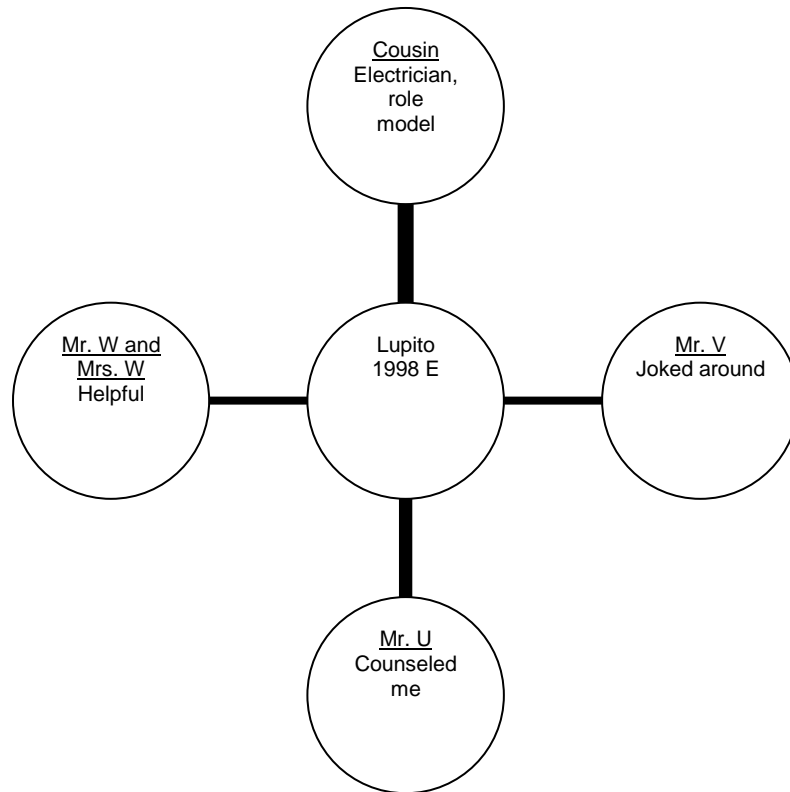 Cousin
Electrician,
role
model
Mr. W and
Mrs. W
Helpful
Lupito
1998 E
Mr. V
Joked around
Mr. U
Counseled
me